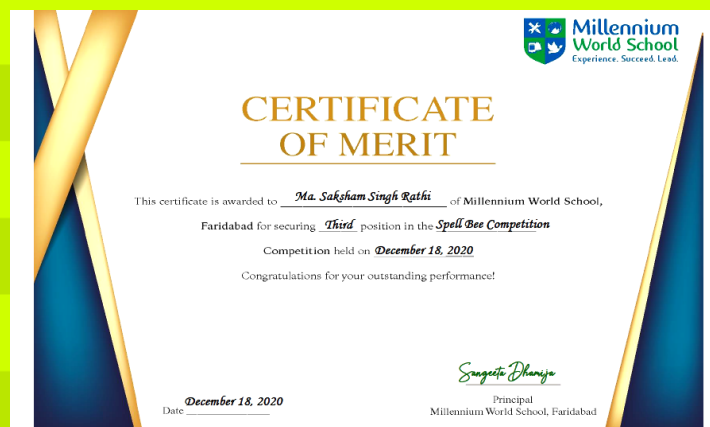 Millennium
World School
Experience. Succeed. Lead.
CERTIFICATE
OF MERIT
This certificate is awarded to Ma. Saksham Singh Rathi of Millennium World School,
Faridabad for securing Third position in the Spell Bee Competition
Competition held on December 18, 2020
Congratulations for your outstanding performance!
Sangeeta Dhamija
December 18, 2020
Date
Principal
Millennium World School, Faridabad